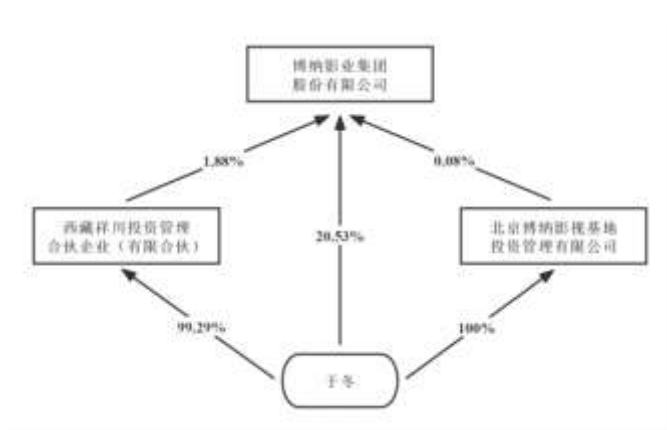 博纳影业集团
股份有限公司
1.88%
0.08%
西藏祥川投资管理
合伙企业（有限合伙）
20.53%
北京博纳影视基地
投资管理有限公司
99.29%
100%
于冬